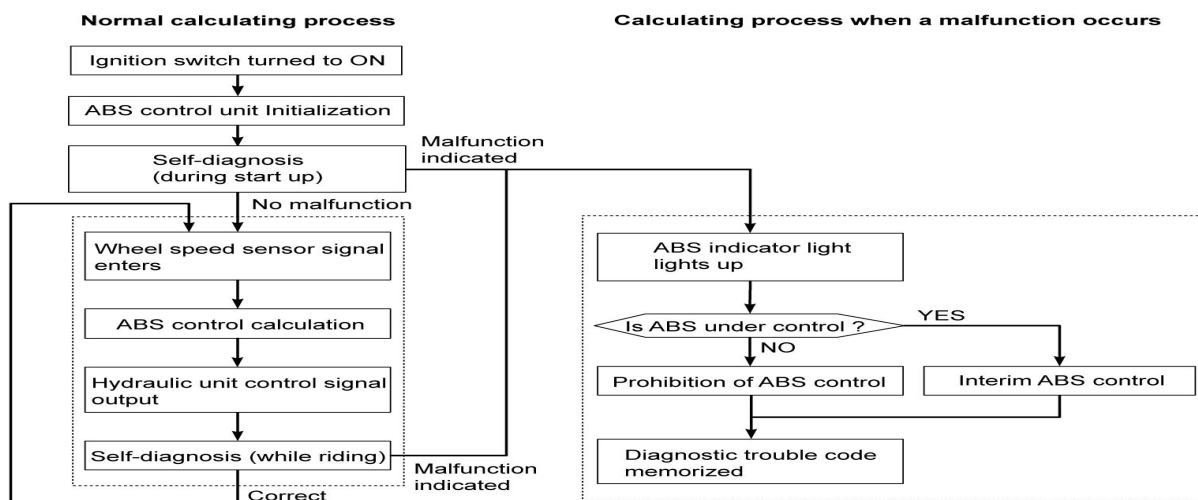 Normal calculating process
Calculating process when a malfunction occurs
Ignition switch turned to ON
ABS control unit Initialization
Self-diagnosis
(during start up)
Malfunction
indicated
No malfunction
Wheel speed sensor signal
enters
ABS control calculation
Hydraulic unit control signal
output
Self-diagnosis (while riding)
Malfunction
indicated
Correct
ABS indicator light
lights up
Is ABS under control ?
YES
NO
Prohibition of ABS control
Interim ABS control
Diagnostic trouble code
memorized